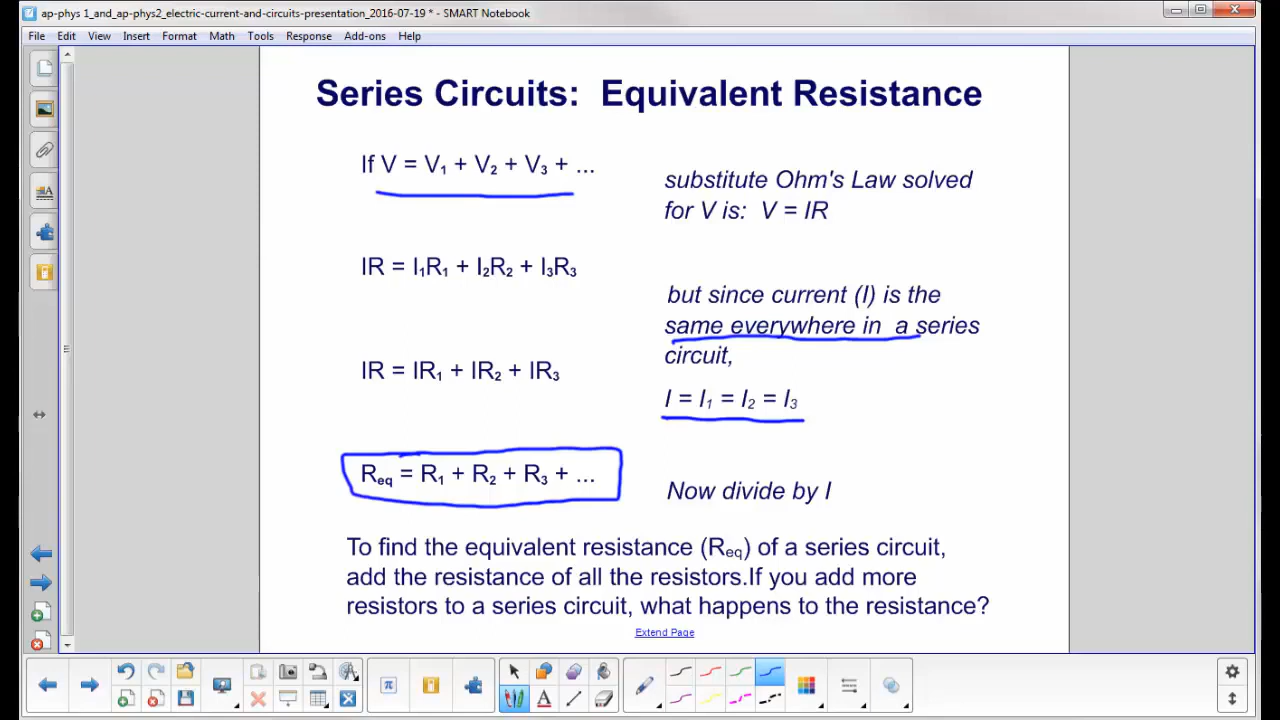 ap-phys 1_and_ap-phys2_electric-current-and-circuits-presentation_2016-07-19 * - SMART Notebook
File Edit View Insert Format Math Tools Response Add-ons Help
Series Circuits: Equivalent Resistance
If V = V₁ + V₂ + V₃ + ...
substitute Ohm's Law solved
for V is: V = IR
IR = I₁R₁ + I₂R₂ + I₃R₃
but since current (I) is the
same everywhere in a series
circuit,
IR = IR₁ + IR₂ + IR₃
I = I₁ = I₂ = I₃
Req = R₁ + R₂ + R₃ + ...
Now divide by I
To find the equivalent resistance (Req) of a series circuit,
add the resistance of all the resistors.If you add more
resistors to a series circuit, what happens to the resistance?
Extend Page